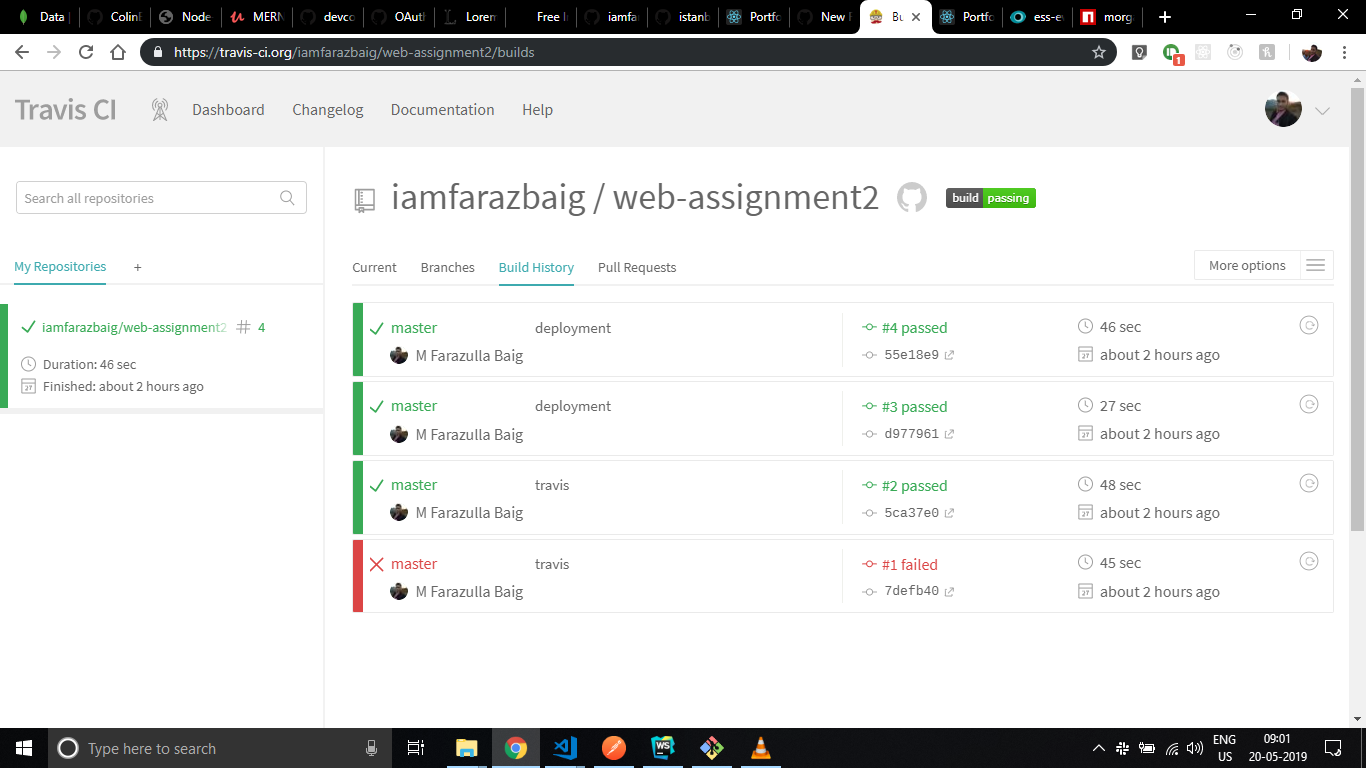 Data
Colin
Node
MERN
devco
OAuth
Lorem
Free
iamfa
istanb
Portfo
New
Bu
Portfo
ess-ev
morga
https://travis-ci.org/iamfarazbaig/web-assignment2/builds
1
Travis CI Dashboard Changelog Documentation Help
Search all repositories
iamfarazbaig / web-assignment2
build passing
My Repositories +
Current Branches Build History Pull Requests
More options
iamfarazbaig/web-assignment2 # 4
Duration: 46 sec
Finished: about 2 hours ago
master deployment #4 passed 46 sec
M Farazulla Baig 55e18e9 about 2 hours ago
master deployment #3 passed 27 sec
M Farazulla Baig d977961 about 2 hours ago
master travis #2 passed 48 sec
M Farazulla Baig 5ca37e0 about 2 hours ago
master travis #1 failed 45 sec
M Farazulla Baig 7defb40 about 2 hours ago
Type here to search
WS
ENG
US
09:01
20-05-2019